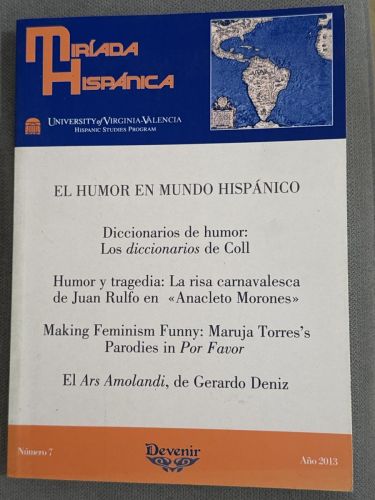 MIRÍADA
HISPÁNICA
UNIVERSITY of VIRGINIA-VALENCIA
HISPANIC STUDIES PROGRAM
EL HUMOR EN MUNDO HISPÁNICO
Diccionarios de humor:
Los diccionarios de Coll
Humor y tragedia: La risa carnavalesca
de Juan Rulfo en «Anacleto Morones»
Making Feminism Funny: Maruja Torres's
Parodies in Por Favor
El Ars Amolandi, de Gerardo Deniz
Número 7
Devenir
Año 2013